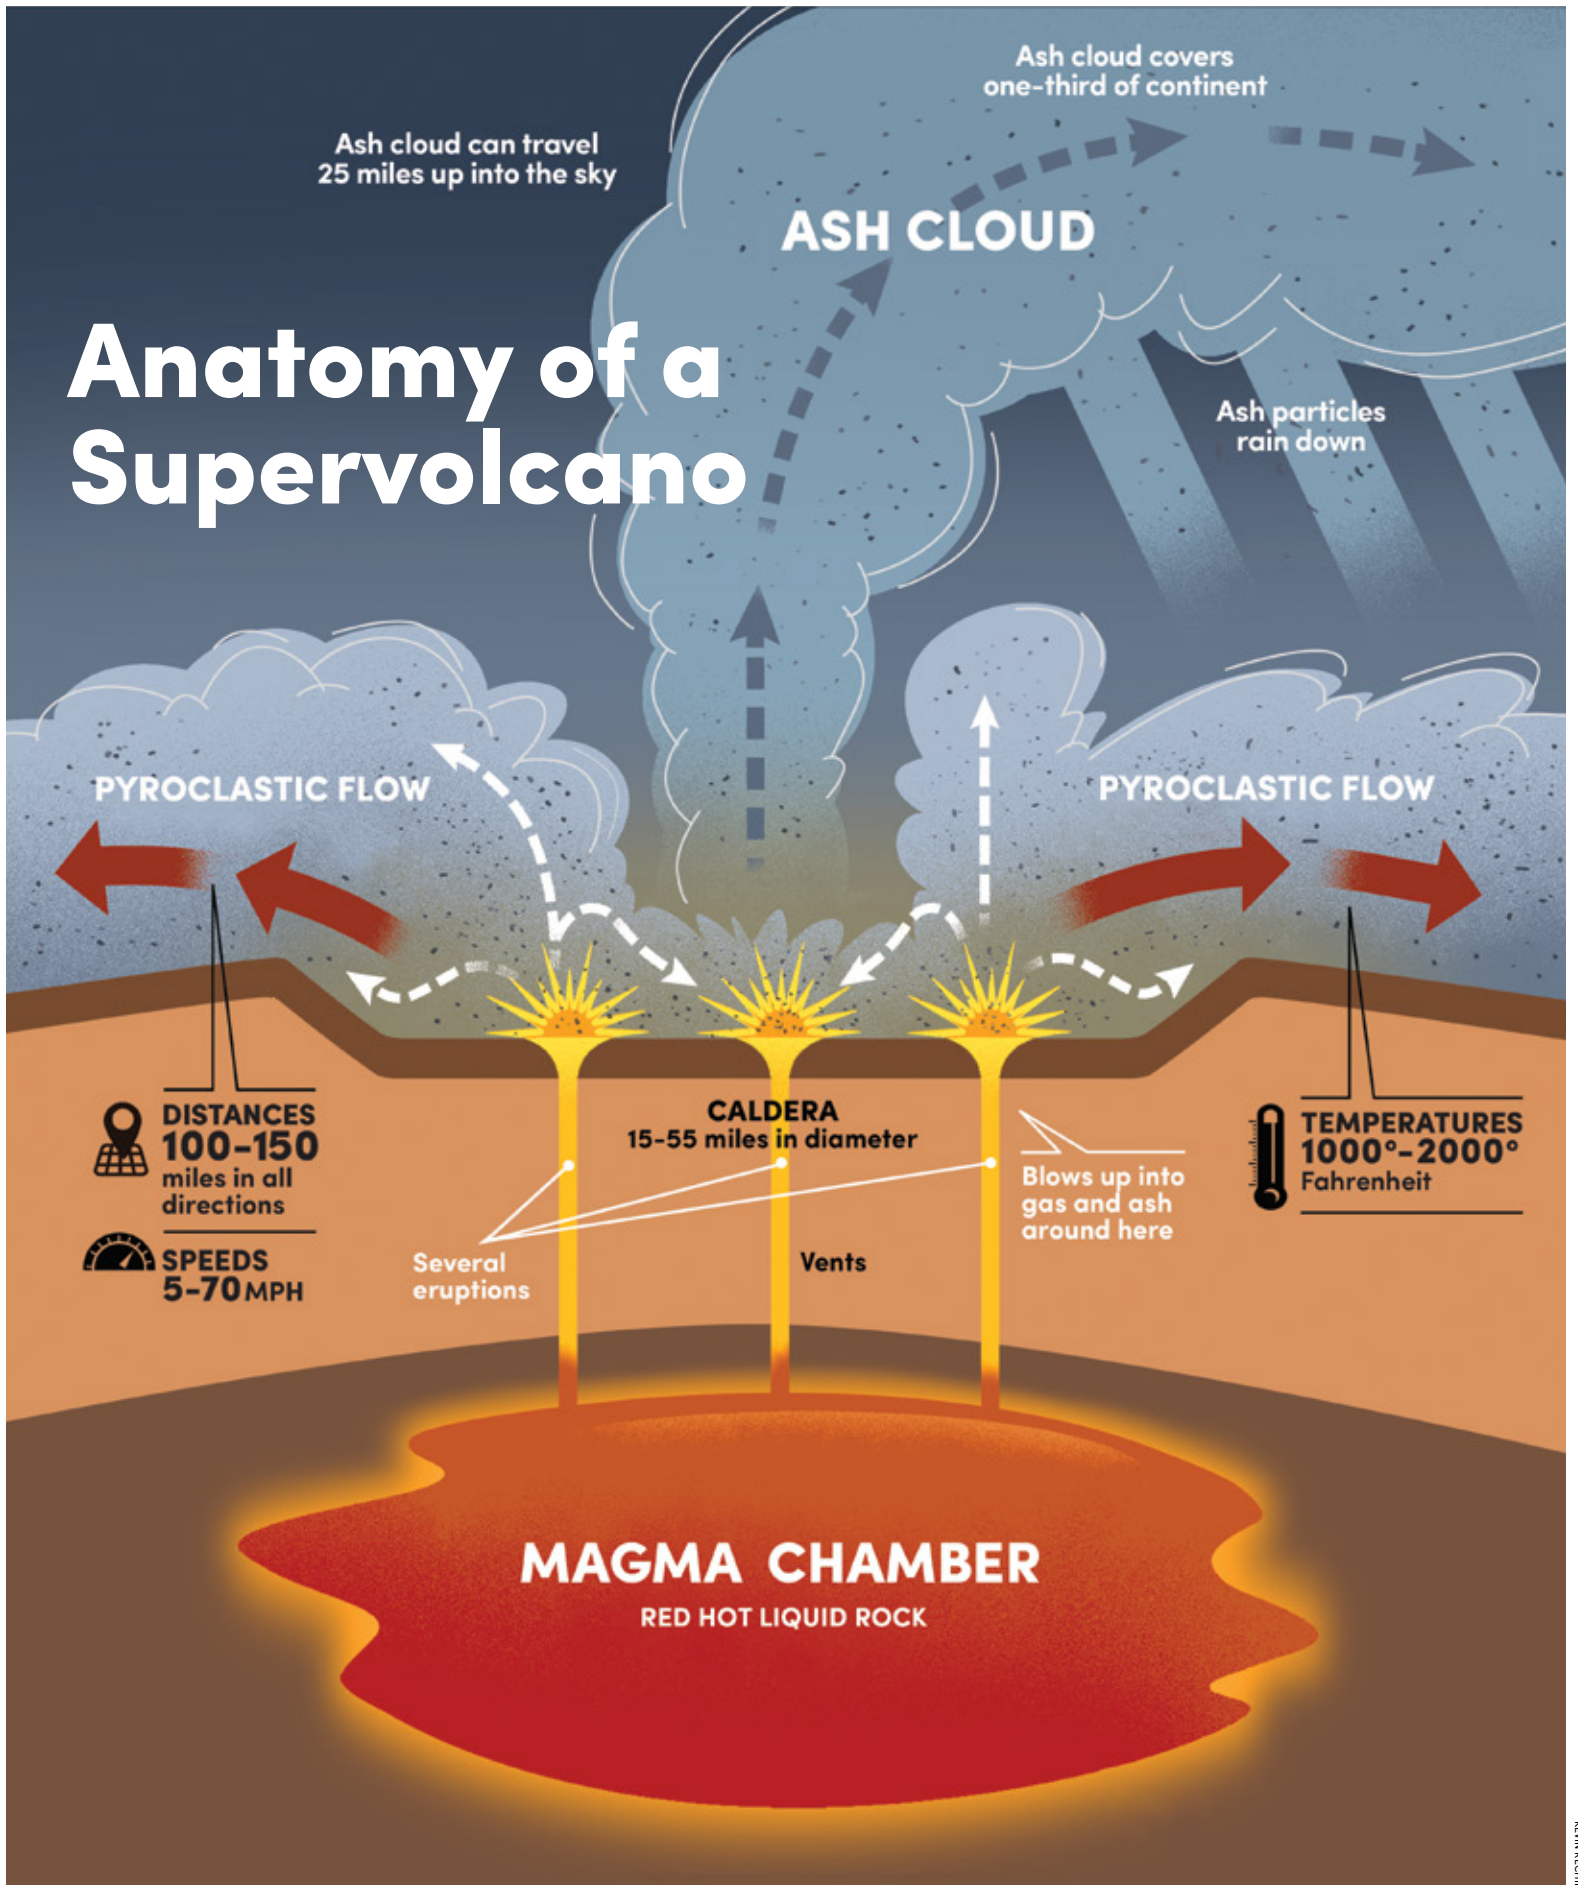 Ash cloud covers
one-third of continent
Ash cloud can travel
25 miles up into the sky
ASH CLOUD
Anatomy of a
Supervolcano
Ash particles
rain down
PYROCLASTIC FLOW
PYROCLASTIC FLOW
DISTANCES
100-150
miles in all
directions
SPEEDS
5-70 MPH
CALDERA
15-55 miles in diameter
Several
eruptions
Vents
Blows up into
gas and ash
around here
TEMPERATURES
1000°-2000°
Fahrenheit
MAGMA CHAMBER
RED HOT LIQUID ROCK